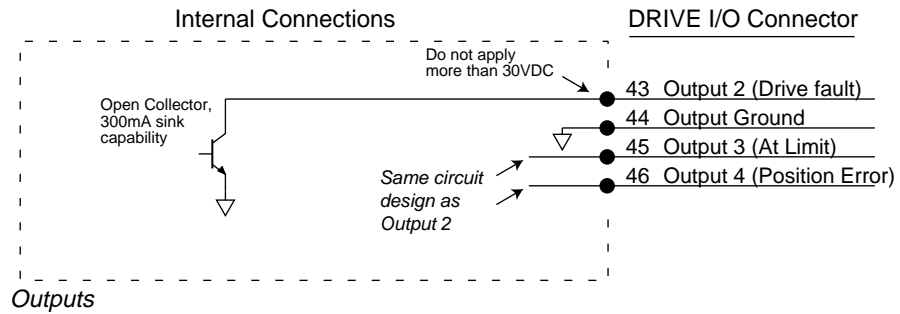 Internal Connections
DRIVE I/O Connector
Do not apply
more than 30VDC
Open Collector,
300mA sink
capability
43 Output 2 (Drive fault)
44 Output Ground
45 Output 3 (At Limit)
46 Output 4 (Position Error)
Same circuit
design as
Output 2
Outputs